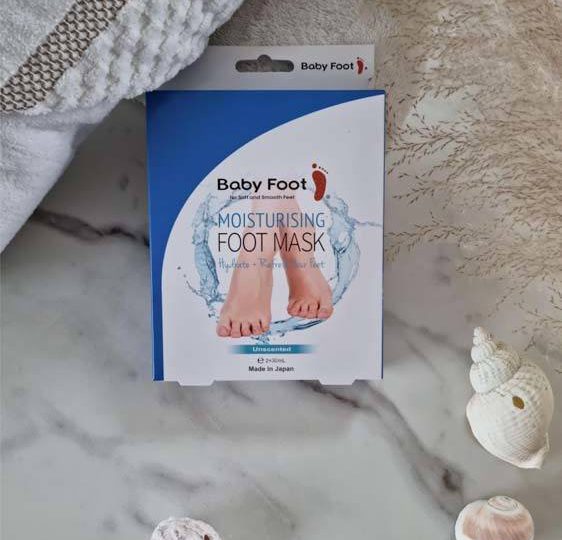 Baby Foot
Baby Foot
for Soft and Smooth Feet
MOISTURISING
FOOT MASK
Hydrate + Refresh Your Feet
Unscented
℮ 2×30mL
Made in Japan